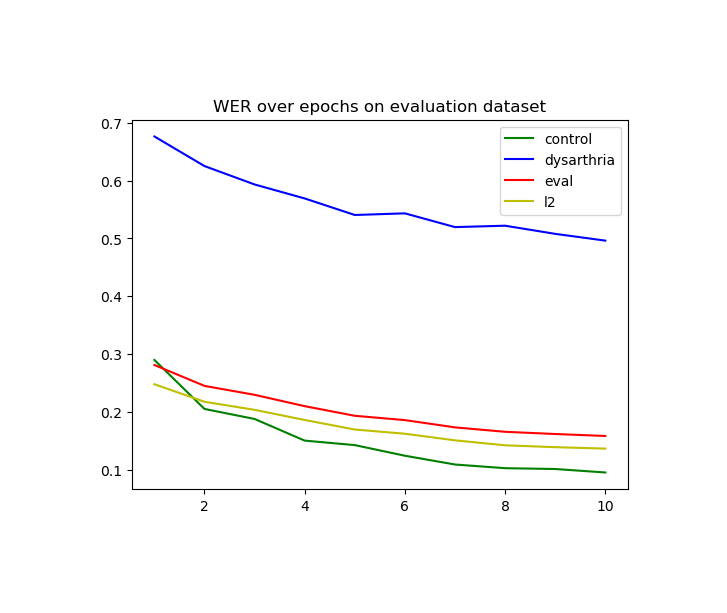 WER over epochs on evaluation dataset
0.7
0.6
0.5
0.4
0.3
0.2
0.1
2 4 6 8 10
control
dysarthria
eval
l2